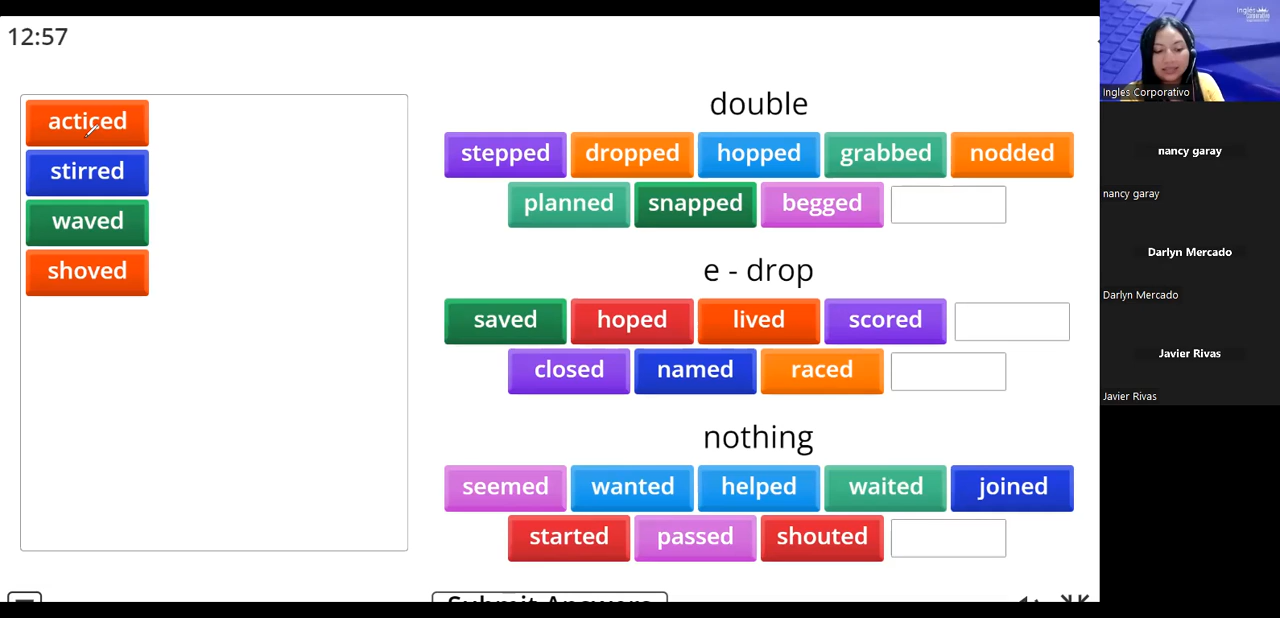 12:57
acticed
stirred
waved
shoved
double
stepped dropped hopped grabbed nodded
planned snapped begged
e - drop
saved hoped lived scored
closed named raced
nothing
seemed wanted helped waited joined
started passed shouted
Submit Answers
Ingles Corporativo
nancy garay
nancy garay
Darlyn Mercado
Darlyn Mercado
Javier Rivas
Javier Rivas